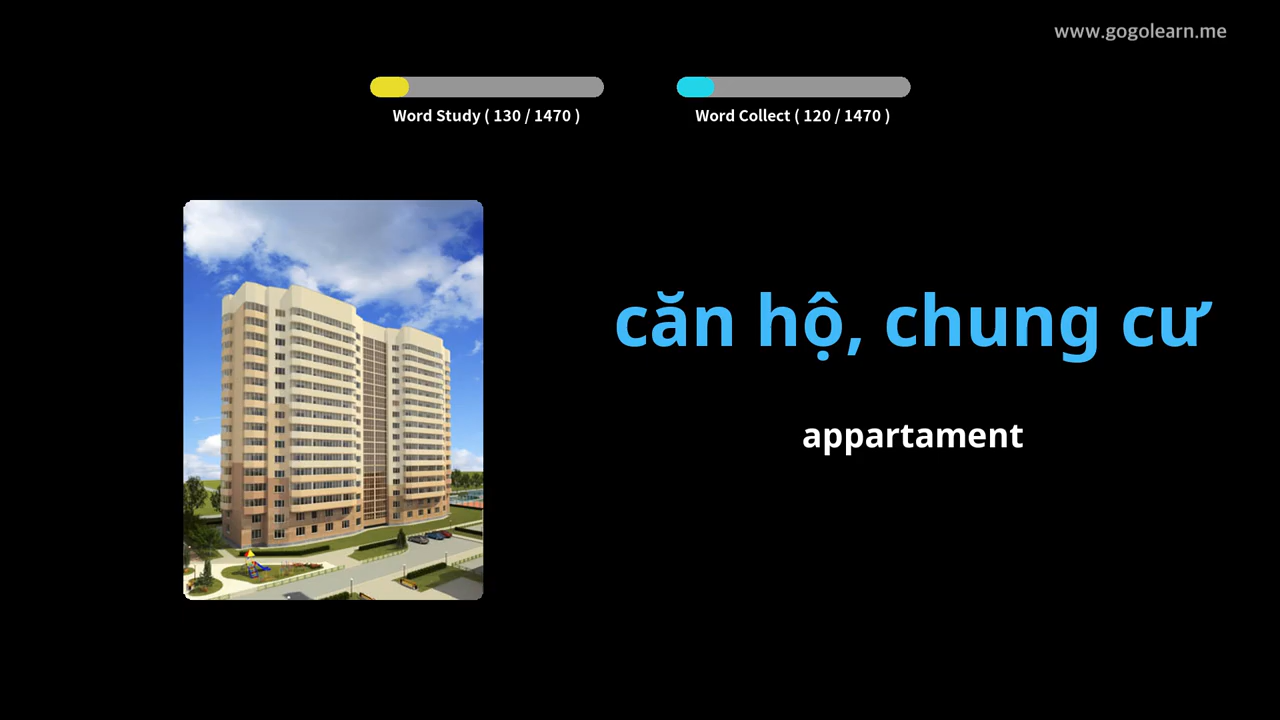 www.gogolearn.me
Word Study ( 130 / 1470 )
Word Collect ( 120 / 1470 )
căn hộ, chung cư
appartament